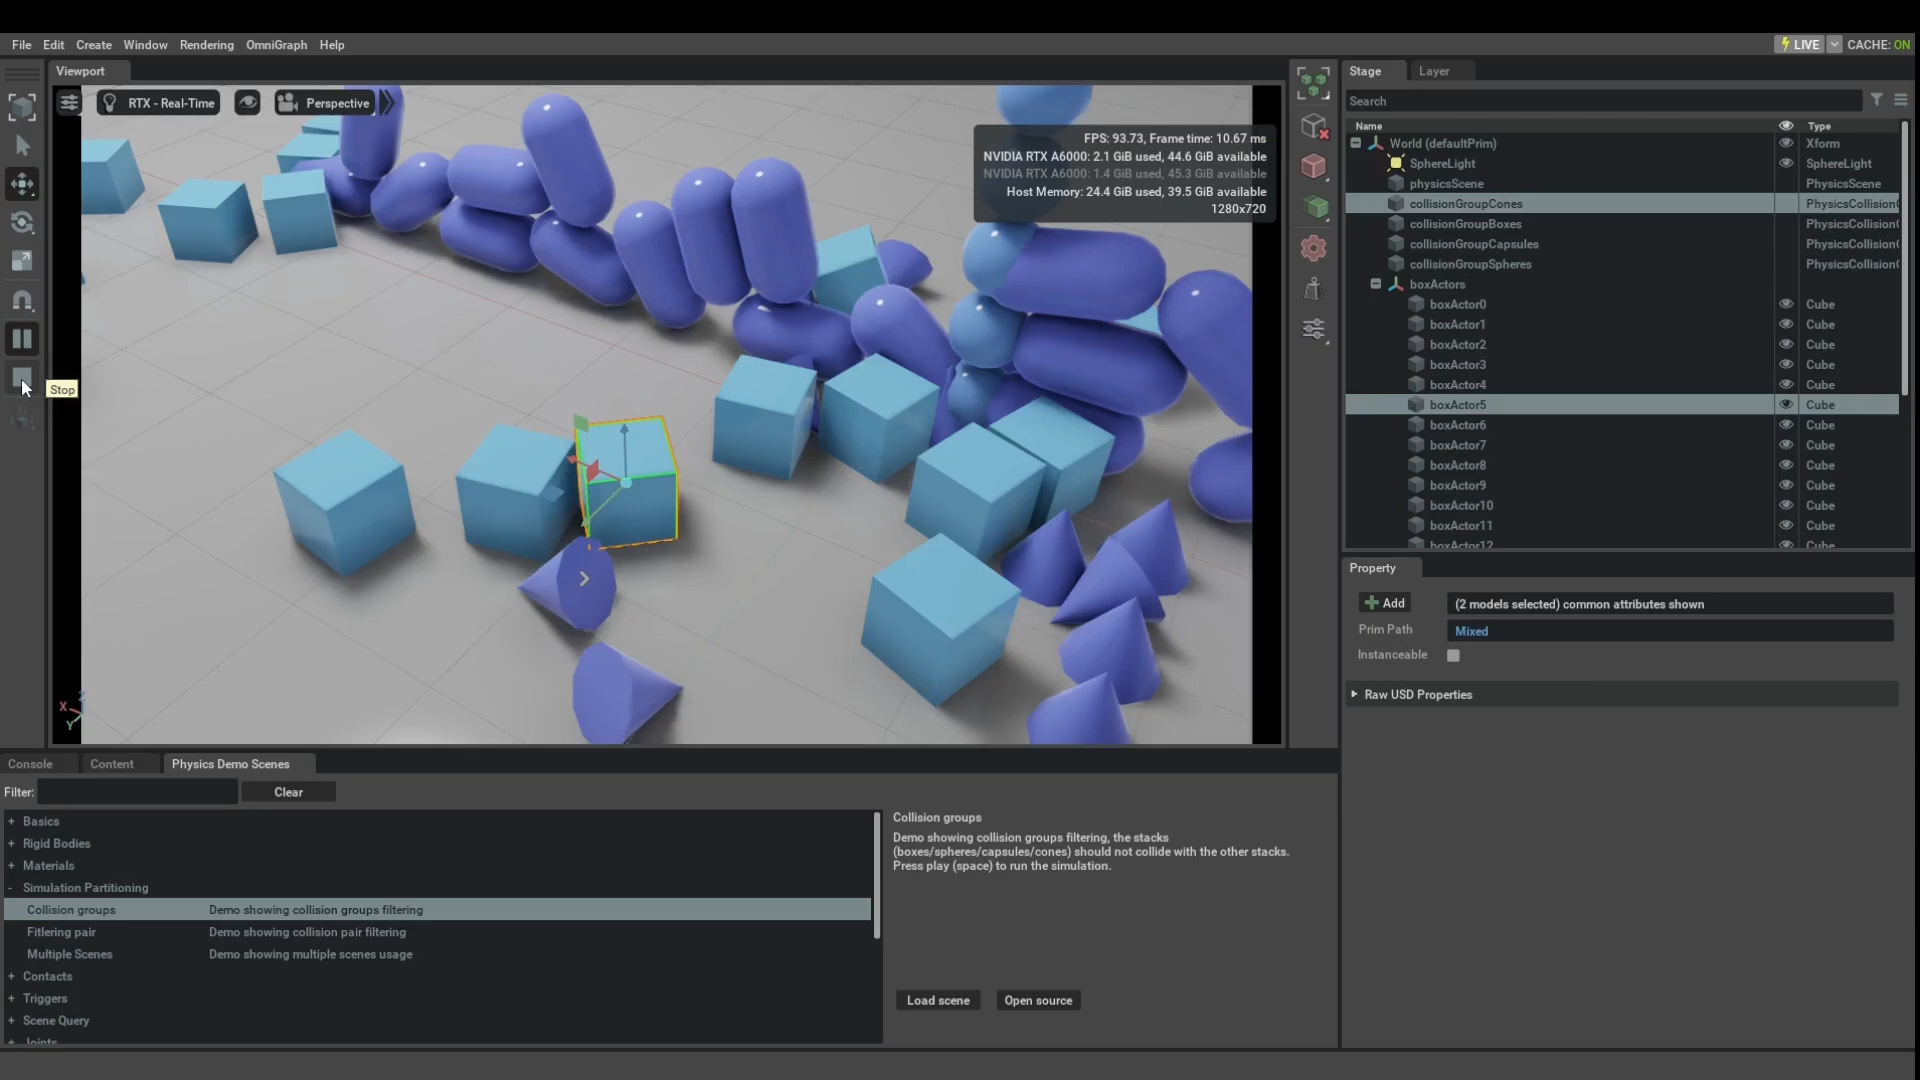 File Edit Create Window Rendering OmniGraph Help
LIVE CACHE: ON
Viewport
RTX - Real-Time
Perspective
FPS: 93.73, Frame time: 10.67 ms
NVIDIA RTX A6000: 2.1 GiB used, 44.6 GiB available
NVIDIA RTX A6000: 1.4 GiB used, 45.3 GiB available
Host Memory: 24.4 GiB used, 39.5 GiB available
1280x720
Stop
X
Y
Z
Stage Layer
Search
Name Type
World (defaultPrim) Xform
SphereLight SphereLight
physicsScene PhysicsScene
collisionGroupCones PhysicsCollision
collisionGroupBoxes PhysicsCollision
collisionGroupCapsules PhysicsCollision
collisionGroupSpheres PhysicsCollision
boxActors
boxActor0 Cube
boxActor1 Cube
boxActor2 Cube
boxActor3 Cube
boxActor4 Cube
boxActor5 Cube
boxActor6 Cube
boxActor7 Cube
boxActor8 Cube
boxActor9 Cube
boxActor10 Cube
boxActor11 Cube
boxActor12 Cube
Property
Add (2 models selected) common attributes shown
Prim Path Mixed
Instanceable
Raw USD Properties
Console Content Physics Demo Scenes
Filter: Clear
+ Basics
+ Rigid Bodies
+ Materials
- Simulation Partitioning
Collision groups Demo showing collision groups filtering
Fitlering pair Demo showing collision pair filtering
Multiple Scenes Demo showing multiple scenes usage
+ Contacts
+ Triggers
+ Scene Query
+ Joints
Collision groups
Demo showing collision groups filtering, the stacks
(boxes/spheres/capsules/cones) should not collide with the other stacks.
Press play (space) to run the simulation.
Load scene Open source